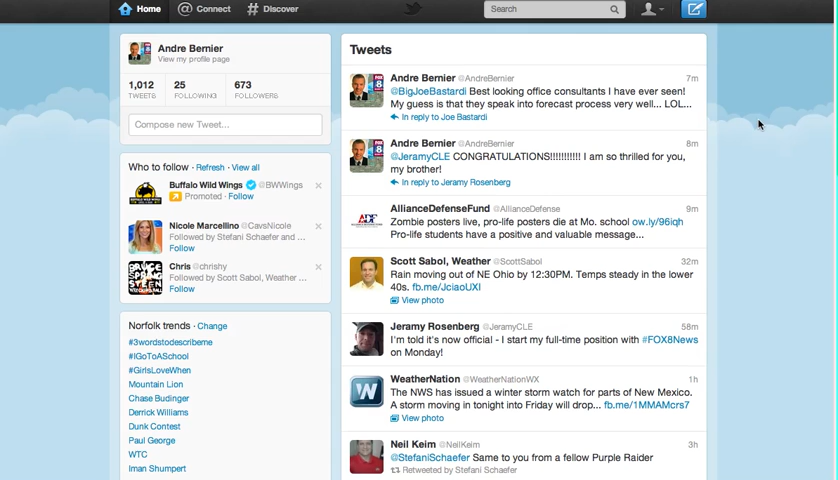 Home
Connect
Discover
Search
Andre Bernier
View my profile page
1,012 25 673
TWEETS FOLLOWING FOLLOWERS
Compose new Tweet...
Who to follow · Refresh · View all
Buffalo Wild Wings @BWWings
Promoted · Follow
Nicole Marcellino @CavsNicole
Followed by Stefani Schaefer and ...
Follow
Chris @chrishy
Followed by Scott Sabol, Weather ...
Follow
Norfolk trends · Change
#3wordstodescribeme
#IGoToASchool
#GirlsLoveWhen
Mountain Lion
Chase Budinger
Derrick Williams
Dunk Contest
Paul George
WTC
Iman Shumpert
Tweets
Andre Bernier @AndreBernier 7m
@BigJoeBastardi Best looking office consultants I have ever seen!
My guess is that they speak into forecast process very well... LOL...
In reply to Joe Bastardi
Andre Bernier @AndreBernier 8m
@JeramyCLE CONGRATULATIONS!!!!!!!!!!! I am so thrilled for you,
my brother!
In reply to Jeramy Rosenberg
AllianceDefenseFund @AllianceDefense 9m
Zombie posters live, pro-life posters die at Mo. school ow.ly/96iqh
Pro-life students have a positive and valuable message...
Scott Sabol, Weather @ScottSabol 32m
Rain moving out of NE Ohio by 12:30PM. Temps steady in the lower
40s. fb.me/JciaoUXI
View photo
Jeramy Rosenberg @JeramyCLE 58m
I'm told it's now official - I start my full-time position with #FOX8News
on Monday!
WeatherNation @WeatherNationWX 1h
The NWS has issued a winter storm watch for parts of New Mexico.
A storm moving in tonight into Friday will drop... fb.me/1MMAMcrs7
View photo
Neil Keim @NeilKeim 3h
@StefaniSchaefer Same to you from a fellow Purple Raider
Retweeted by Stefani Schaefer